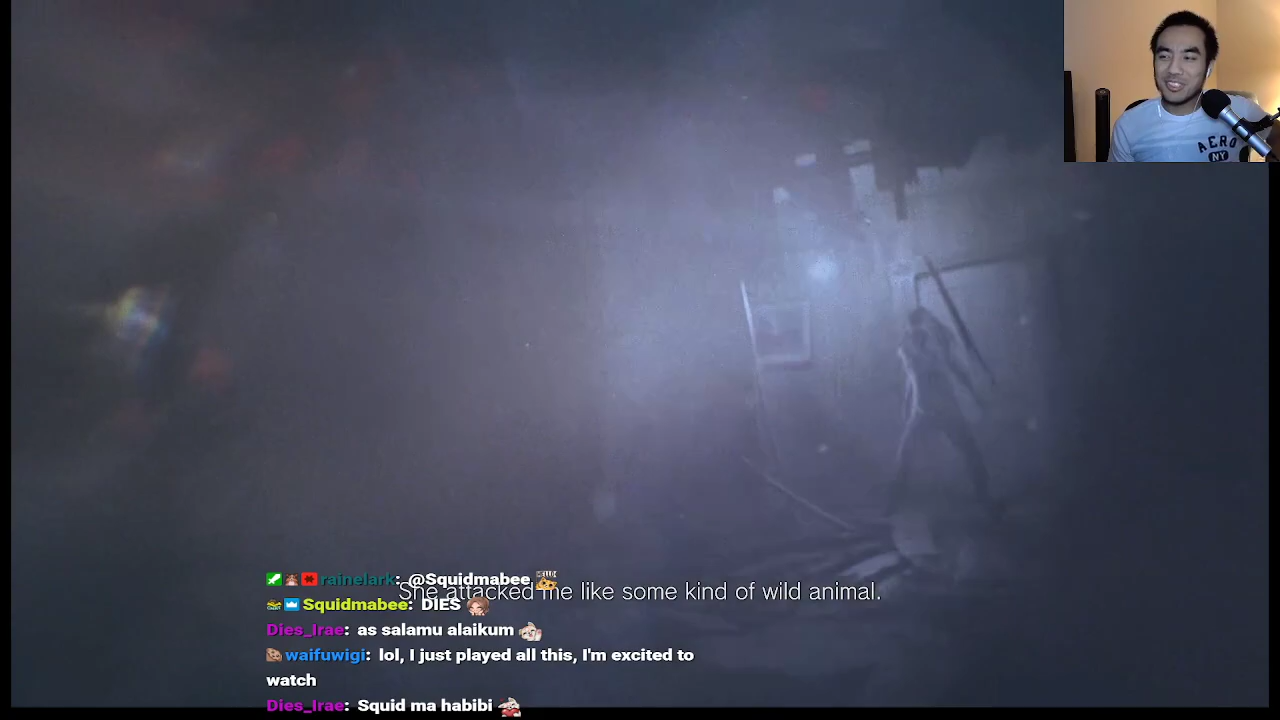 AERO
NY
rainelark: @Squidmabee
She attacked me like some kind of wild animal.
Squidmabee: DIES
Dies_Irae: as salamu alaikum
waifuwigi: lol, I just played all this, I'm excited to
watch
Dies_Irae: Squid ma habibi